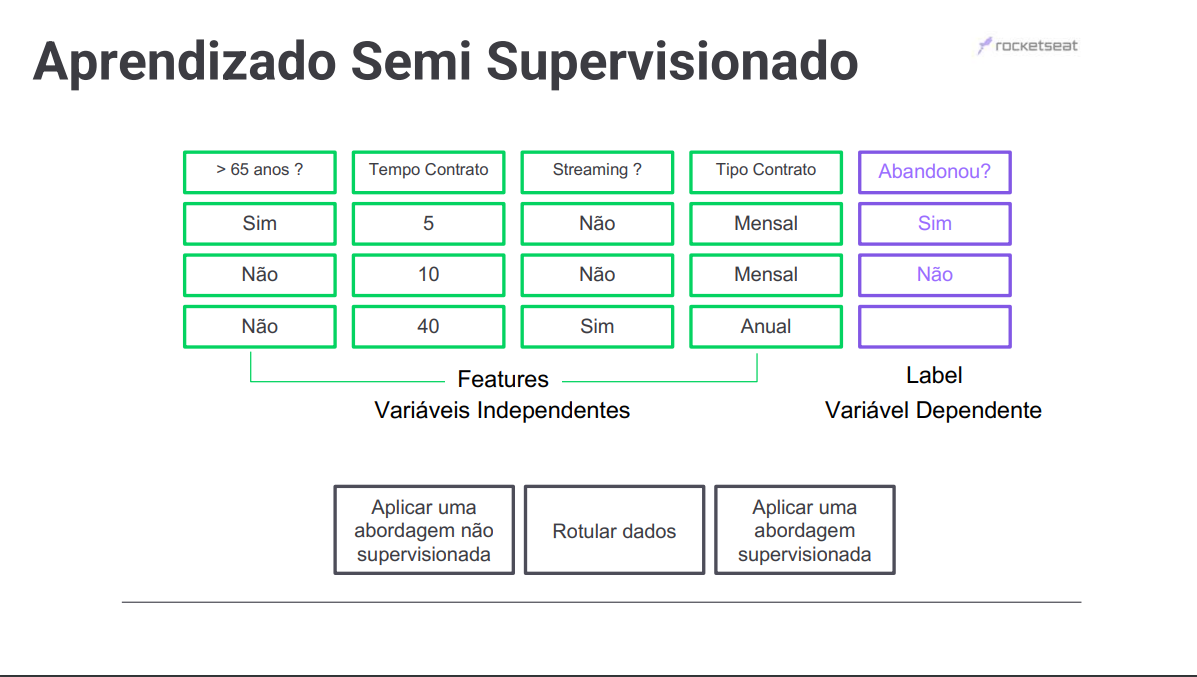 Aprendizado Semi Supervisionado
rocketseat
> 65 anos ? Tempo Contrato Streaming ? Tipo Contrato Abandonou?
Sim 5 Não Mensal Sim
Não 10 Não Mensal Não
Não 40 Sim Anual
Features
Variáveis Independentes
Label
Variável Dependente
Aplicar uma
abordagem não
supervisionada
Rotular dados
Aplicar uma
abordagem
supervisionada